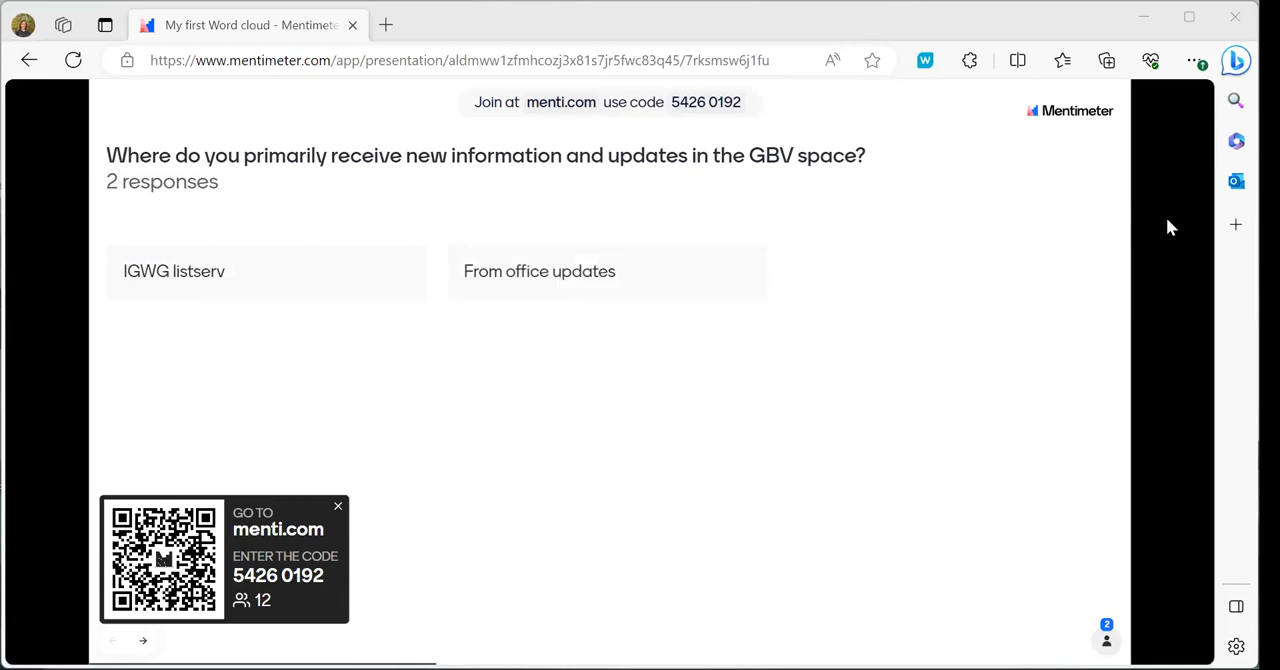 My first Word cloud - Mentimete
https://www.mentimeter.com/app/presentation/aldmww1zfmhcozj3x81s7jr5fwc83q45/7rksmsw6j1fu
Join at menti.com use code 5426 0192
Mentimeter
Where do you primarily receive new information and updates in the GBV space?
2 responses
IGWG listserv
From office updates
GO TO
menti.com
ENTER THE CODE
5426 0192
12
2